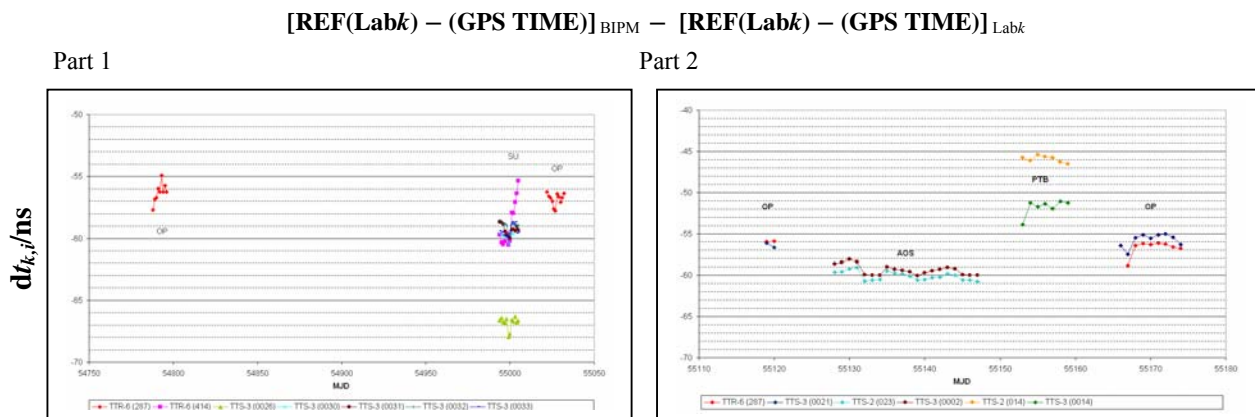 [REF(Labk) – (GPS TIME)] BIPM – [REF(Labk) – (GPS TIME)] Labk
Part 1
Part 2
dtk,i/ns
-50
-55
-60
-65
-70
SU
OP
OP
54750 54800 54850 54900 54950 55000 55050
MJD
TTR-6 (287) TTR-6 (414) TTS-3 (0026) TTS-3 (0030) TTS-3 (0031) TTS-3 (0032) TTS-3 (0033)
-40
-45
-50
-55
-60
-65
-70
PTB
OP
OP
AOS
55110 55120 55130 55140 55150 55160 55170 55180
MJD
TTR-6 (287) TTS-3 (0021) TTS-2 (023) TTS-3 (0002) TTS-2 (014) TTS-3 (0014)